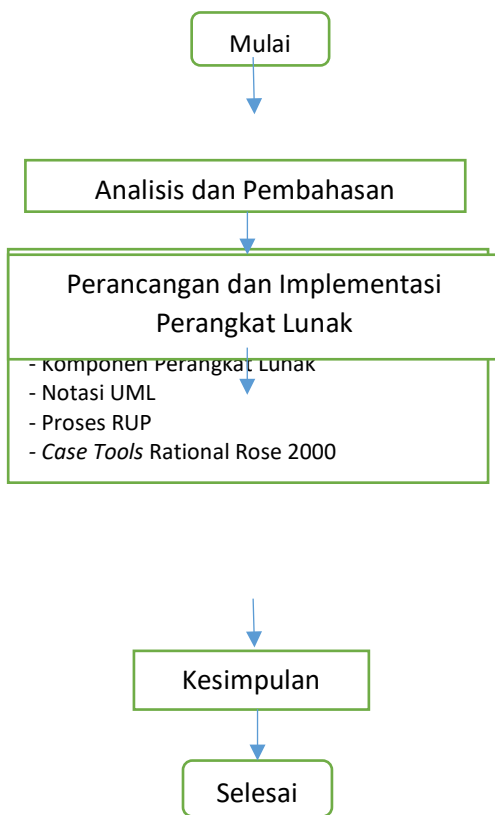 Mulai
Analisis dan Pembahasan
Perancangan dan Implementasi
Perangkat Lunak
- Komponen Perangkat Lunak
- Notasi UML
- Proses RUP
- Case Tools Rational Rose 2000
Kesimpulan
Selesai